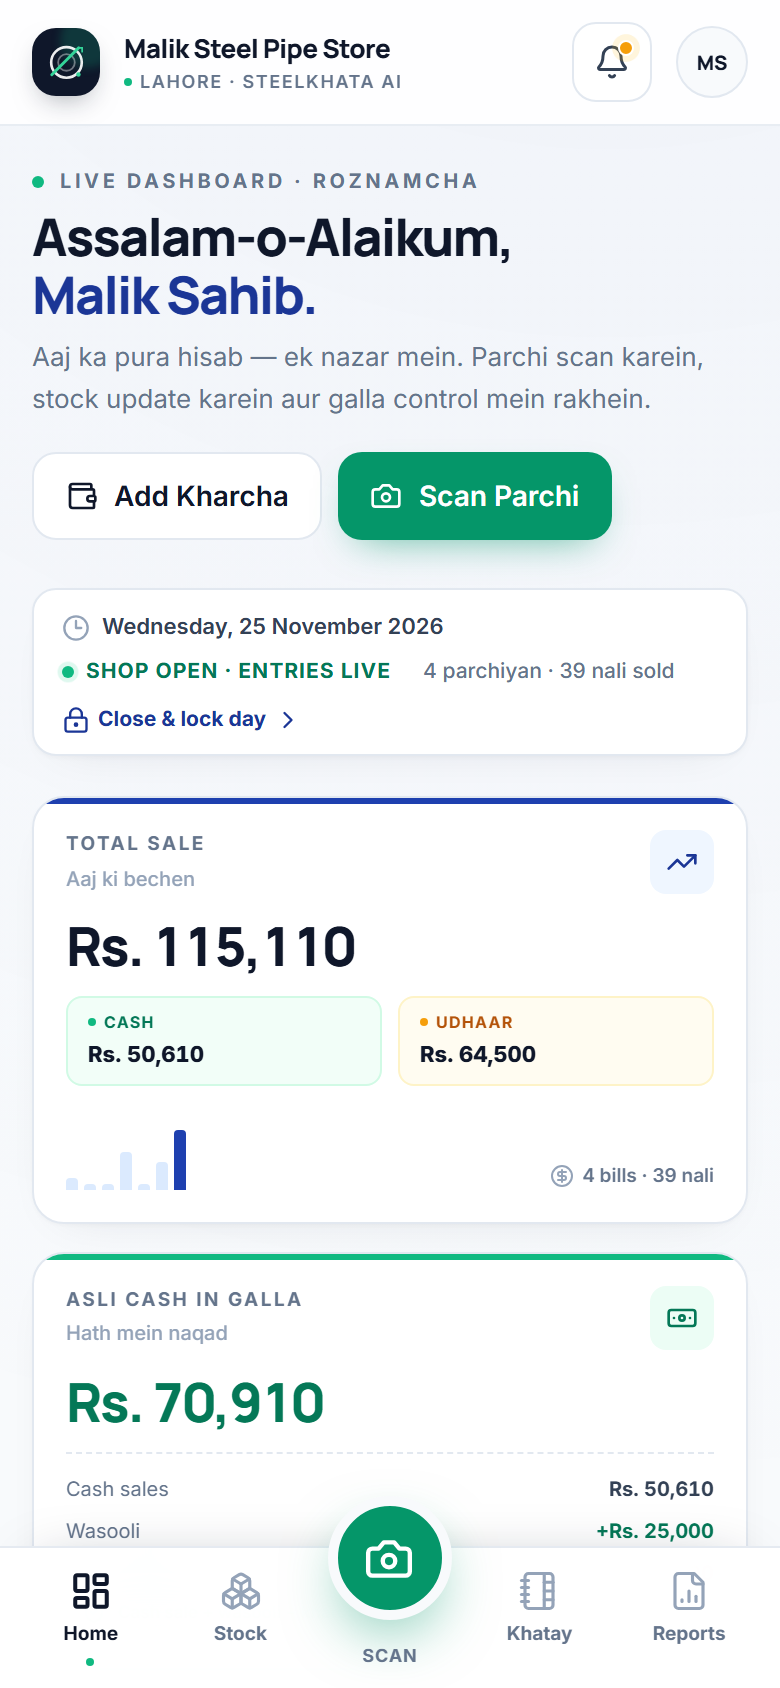 Malik Steel Pipe Store
LAHORE · STEELKHATA AI
MS
LIVE DASHBOARD · ROZNAMCHA
Assalam-o-Alaikum,
Malik Sahib.
Aaj ka pura hisab — ek nazar mein. Parchi scan karein,
stock update karein aur galla control mein rakhein.
Add Kharcha
Scan Parchi
Wednesday, 25 November 2026
SHOP OPEN · ENTRIES LIVE 4 parchiyan · 39 nali sold
Close & lock day
TOTAL SALE
Aaj ki bechen
Rs. 115,110
CASH
Rs. 50,610
UDHAAR
Rs. 64,500
4 bills · 39 nali
ASLI CASH IN GALLA
Hath mein naqad
Rs. 70,910
Cash sales Rs. 50,610
Wasooli +Rs. 25,000
Home
Stock
SCAN
Khatay
Reports